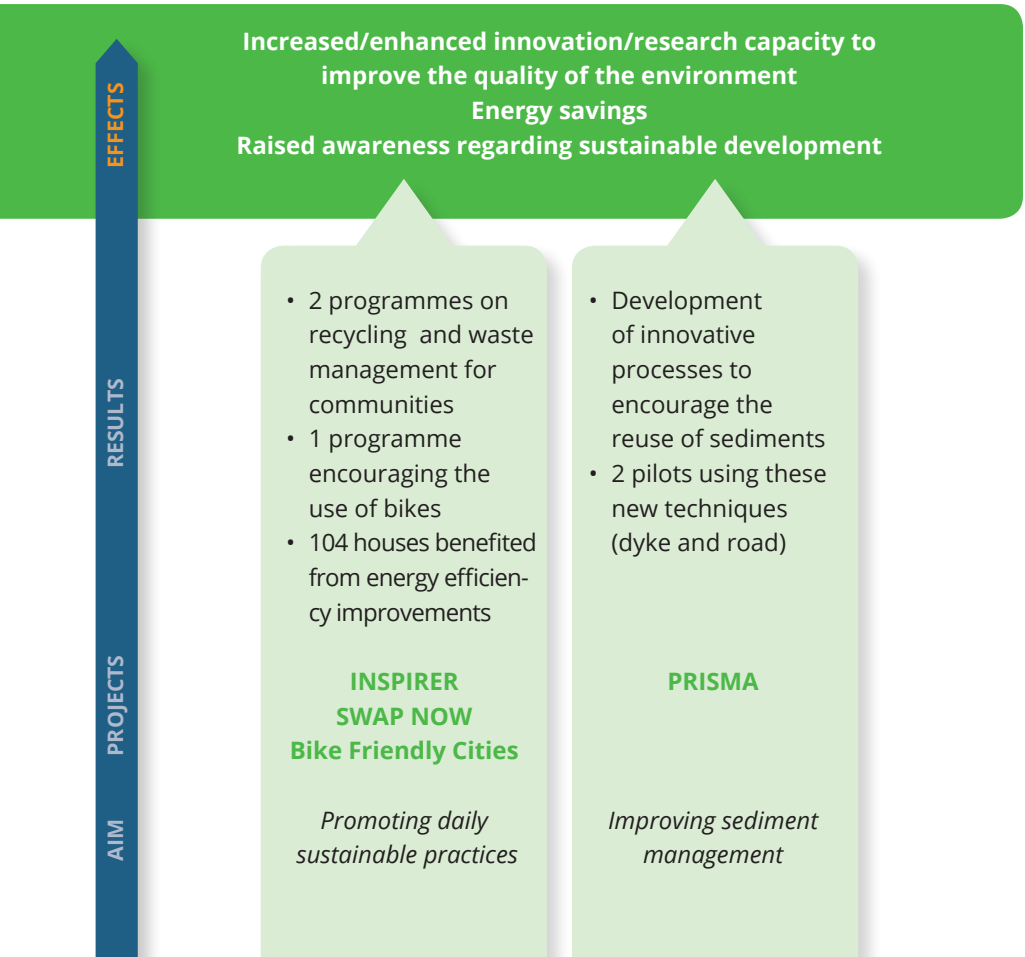 Increased/enhanced innovation/research capacity to
improve the quality of the environment
Energy savings
Raised awareness regarding sustainable development
EFFECTS
RESULTS
PROJECTS
AIM
• 2 programmes on
recycling and waste
management for
communities
• 1 programme
encouraging the
use of bikes
• 104 houses benefited
from energy efficien-
cy improvements
INSPIRER
SWAP NOW
Bike Friendly Cities
Promoting daily
sustainable practices
• Development
of innovative
processes to
encourage the
reuse of sediments
• 2 pilots using these
new techniques
(dyke and road)
PRISMA
Improving sediment
management